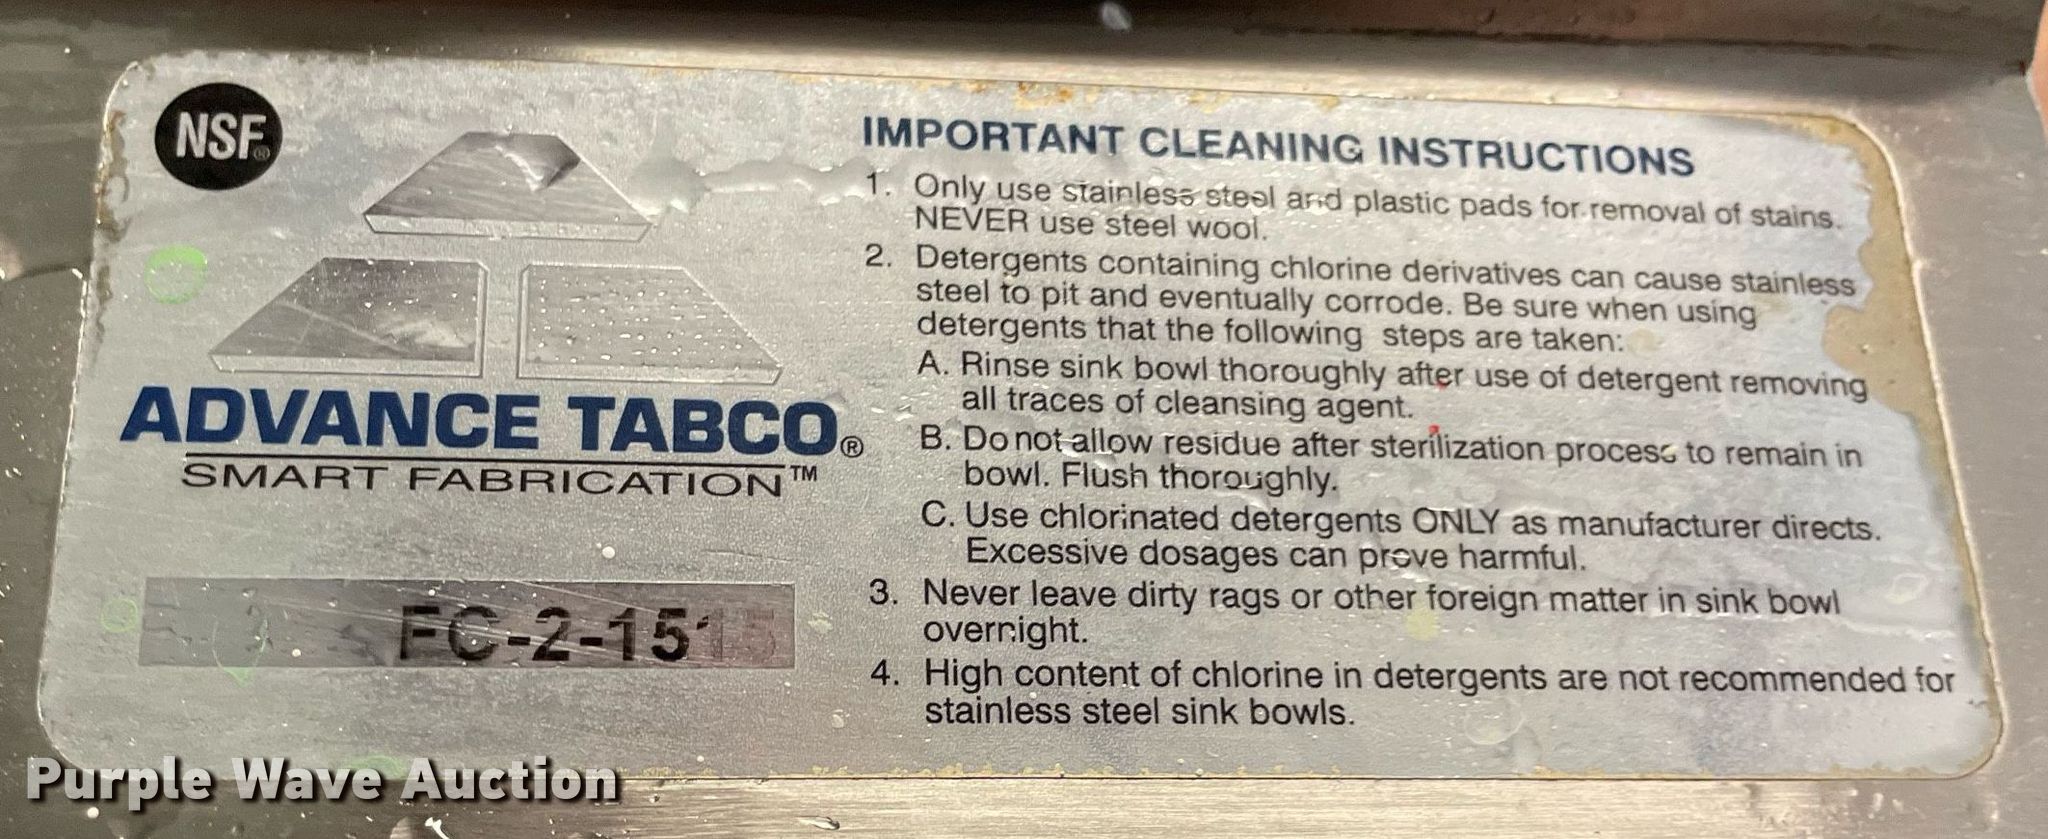 NSF®
ADVANCE TABCO®
SMART FABRICATION™
FC-2-1515
IMPORTANT CLEANING INSTRUCTIONS
1. Only use stainless steel and plastic pads for removal of stains.
NEVER use steel wool.
2. Detergents containing chlorine derivatives can cause stainless
steel to pit and eventually corrode. Be sure when using
detergents that the following steps are taken:
A. Rinse sink bowl thoroughly after use of detergent removing
all traces of cleansing agent.
B. Do not allow residue after sterilization process to remain in
bowl. Flush thoroughly.
C. Use chlorinated detergents ONLY as manufacturer directs.
Excessive dosages can prove harmful.
3. Never leave dirty rags or other foreign matter in sink bowl
overnight.
4. High content of chlorine in detergents are not recommended for
stainless steel sink bowls.
Purple Wave Auction